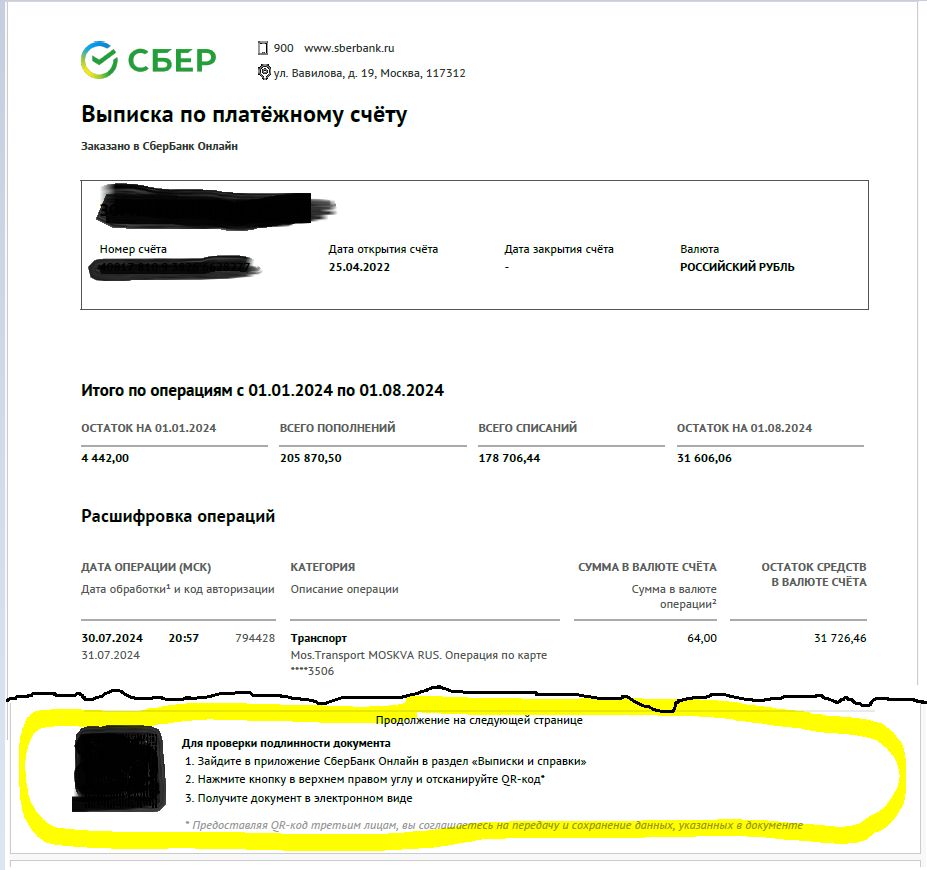 СБЕР
900 www.sberbank.ru
ул. Вавилова, д. 19, Москва, 117312
Выписка по платёжному счёту
Заказано в СберБанк Онлайн
Номер счёта Дата открытия счёта Дата закрытия счёта Валюта
25.04.2022 - РОССИЙСКИЙ РУБЛЬ
Итого по операциям с 01.01.2024 по 01.08.2024
ОСТАТОК НА 01.01.2024 ВСЕГО ПОПОЛНЕНИЙ ВСЕГО СПИСАНИЙ ОСТАТОК НА 01.08.2024
4 442,00 205 870,50 178 706,44 31 606,06
Расшифровка операций
ДАТА ОПЕРАЦИИ (МСК) КАТЕГОРИЯ СУММА В ВАЛЮТЕ СЧЁТА ОСТАТОК СРЕДСТВ
В ВАЛЮТЕ СЧЁТА
Дата обработки¹ и код авторизации Описание операции Сумма в валюте
операции²
30.07.2024 20:57 794428 Транспорт 64,00 31 726,46
31.07.2024 Mos.Transport MOSKVA RUS. Операция по карте
****3506
Продолжение на следующей странице
Для проверки подлинности документа
1. Зайдите в приложение СберБанк Онлайн в раздел «Выписки и справки»
2. Нажмите кнопку в верхнем правом углу и отсканируйте QR-код*
3. Получите документ в электронном виде
* Предоставляя QR-код третьим лицам, вы соглашаетесь на передачу и сохранение данных, указанных в документе